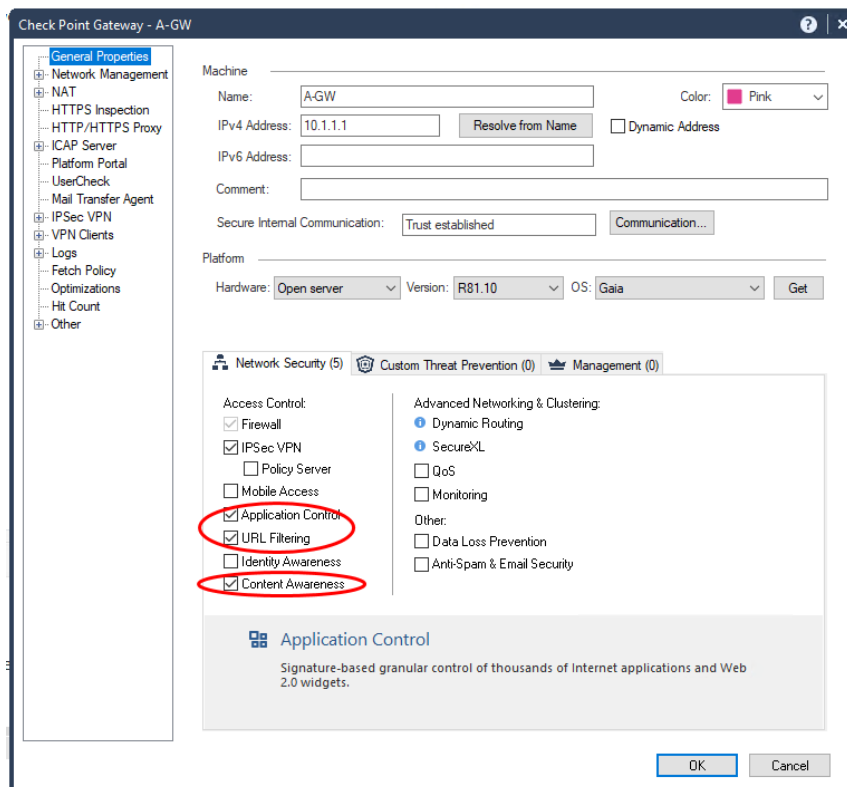 Check Point Gateway - A-GW
General Properties
Network Management
NAT
HTTPS Inspection
HTTP/HTTPS Proxy
ICAP Server
Platform Portal
UserCheck
Mail Transfer Agent
IPSec VPN
VPN Clients
Logs
Fetch Policy
Optimizations
Hit Count
Other
Machine
Name: A-GW Color: Pink
IPv4 Address: 10.1.1.1 Resolve from Name Dynamic Address
IPv6 Address:
Comment:
Secure Internal Communication: Trust established Communication...
Platform
Hardware: Open server Version: R81.10 OS: Gaia Get
Network Security (5) Custom Threat Prevention (0) Management (0)
Access Control:
Firewall
IPSec VPN
Policy Server
Mobile Access
Application Control
URL Filtering
Identity Awareness
Content Awareness
Advanced Networking & Clustering:
Dynamic Routing
SecureXL
QoS
Monitoring
Other:
Data Loss Prevention
Anti-Spam & Email Security
Application Control
Signature-based granular control of thousands of Internet applications and Web
2.0 widgets.
OK Cancel